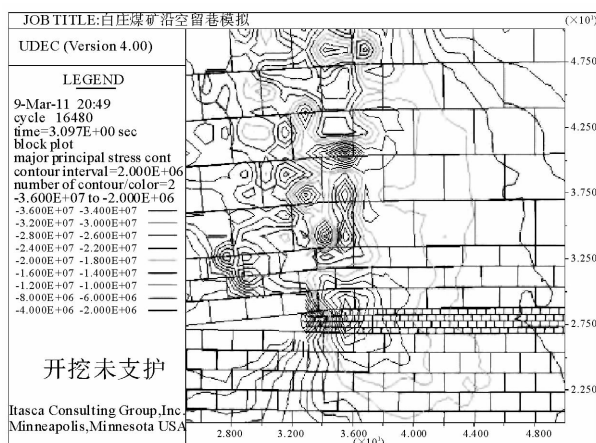 JOB TITLE:白庄煤矿沿空留巷模拟
(×10³)
UDEC (Version 4.00)
LEGEND
9-Mar-11 20:49
cycle 16480
time=3.097E+00 sec
block plot
major principal stress cont
contour interval=2.000E+06
number of contour/color=2
-3.600E+07 to -2.000E+06
-3.600E+07 -3.400E+07
-3.200E+07 -3.000E+07
-2.800E+07 -2.600E+07
-2.400E+07 -2.200E+07
-2.000E+07 -1.800E+07
-1.600E+07 -1.400E+07
-1.200E+07 -1.000E+07
-8.000E+06 -6.000E+06
-4.000E+06 -2.000E+06
开挖未支护
Itasca Consulting Group,Inc.
Minneapolis,Minnesota USA
4.750
4.250
3.750
3.250
2.750
2.250
2.800 3.200 3.600 4.000 4.400 4.800
(×10³)